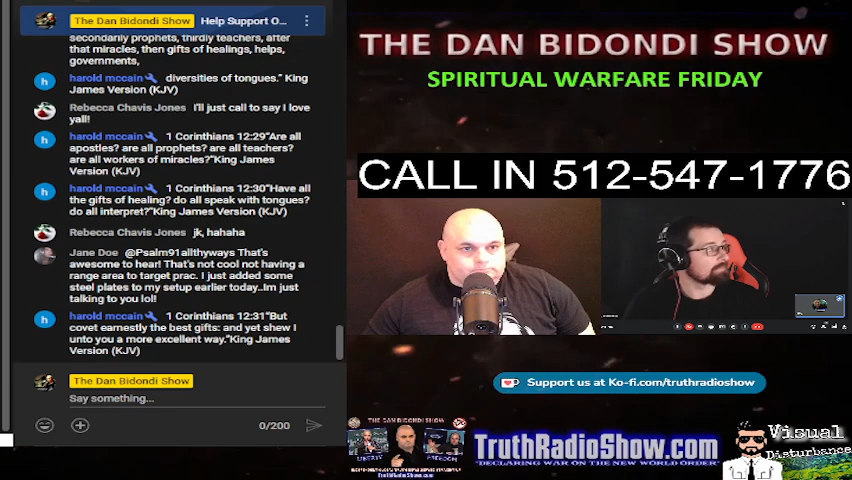 The Dan Bidondi Show Help Support O...
secondarily prophets, thirdly teachers, after
that miracles, then gifts of healings, helps,
governments,
harold mccain diversities of tongues." King
James Version (KJV)
Rebecca Chavis Jones I'll just call to say I love
yall!
harold mccain 1 Corinthians 12:29"Are all
apostles? are all prophets? are all teachers?
are all workers of miracles?"King James
Version (KJV)
harold mccain 1 Corinthians 12:30"Have all
the gifts of healing? do all speak with tongues?
do all interpret?"King James Version (KJV)
Rebecca Chavis Jones jk, hahaha
Jane Doe @Psalm91allthyways That's
awesome to hear! That's not cool not having a
range area to target prac. I just added some
steel plates to my setup earlier today..Im just
talking to you lol!
harold mccain 1 Corinthians 12:31"But
covet earnestly the best gifts: and yet shew I
unto you a more excellent way."King James
Version (KJV)
The Dan Bidondi Show
Say something...
0/200
THE DAN BIDONDI SHOW
SPIRITUAL WARFARE FRIDAY
CALL IN 512-547-1776
Support us at Ko-fi.com/truthradioshow
THE DAN BIDONDI SHOW
LIBERTY
FREEDOM
TruthRadioShow.com
"DECLARING WAR ON THE NEW WORLD ORDER"
Visual
Disturbance